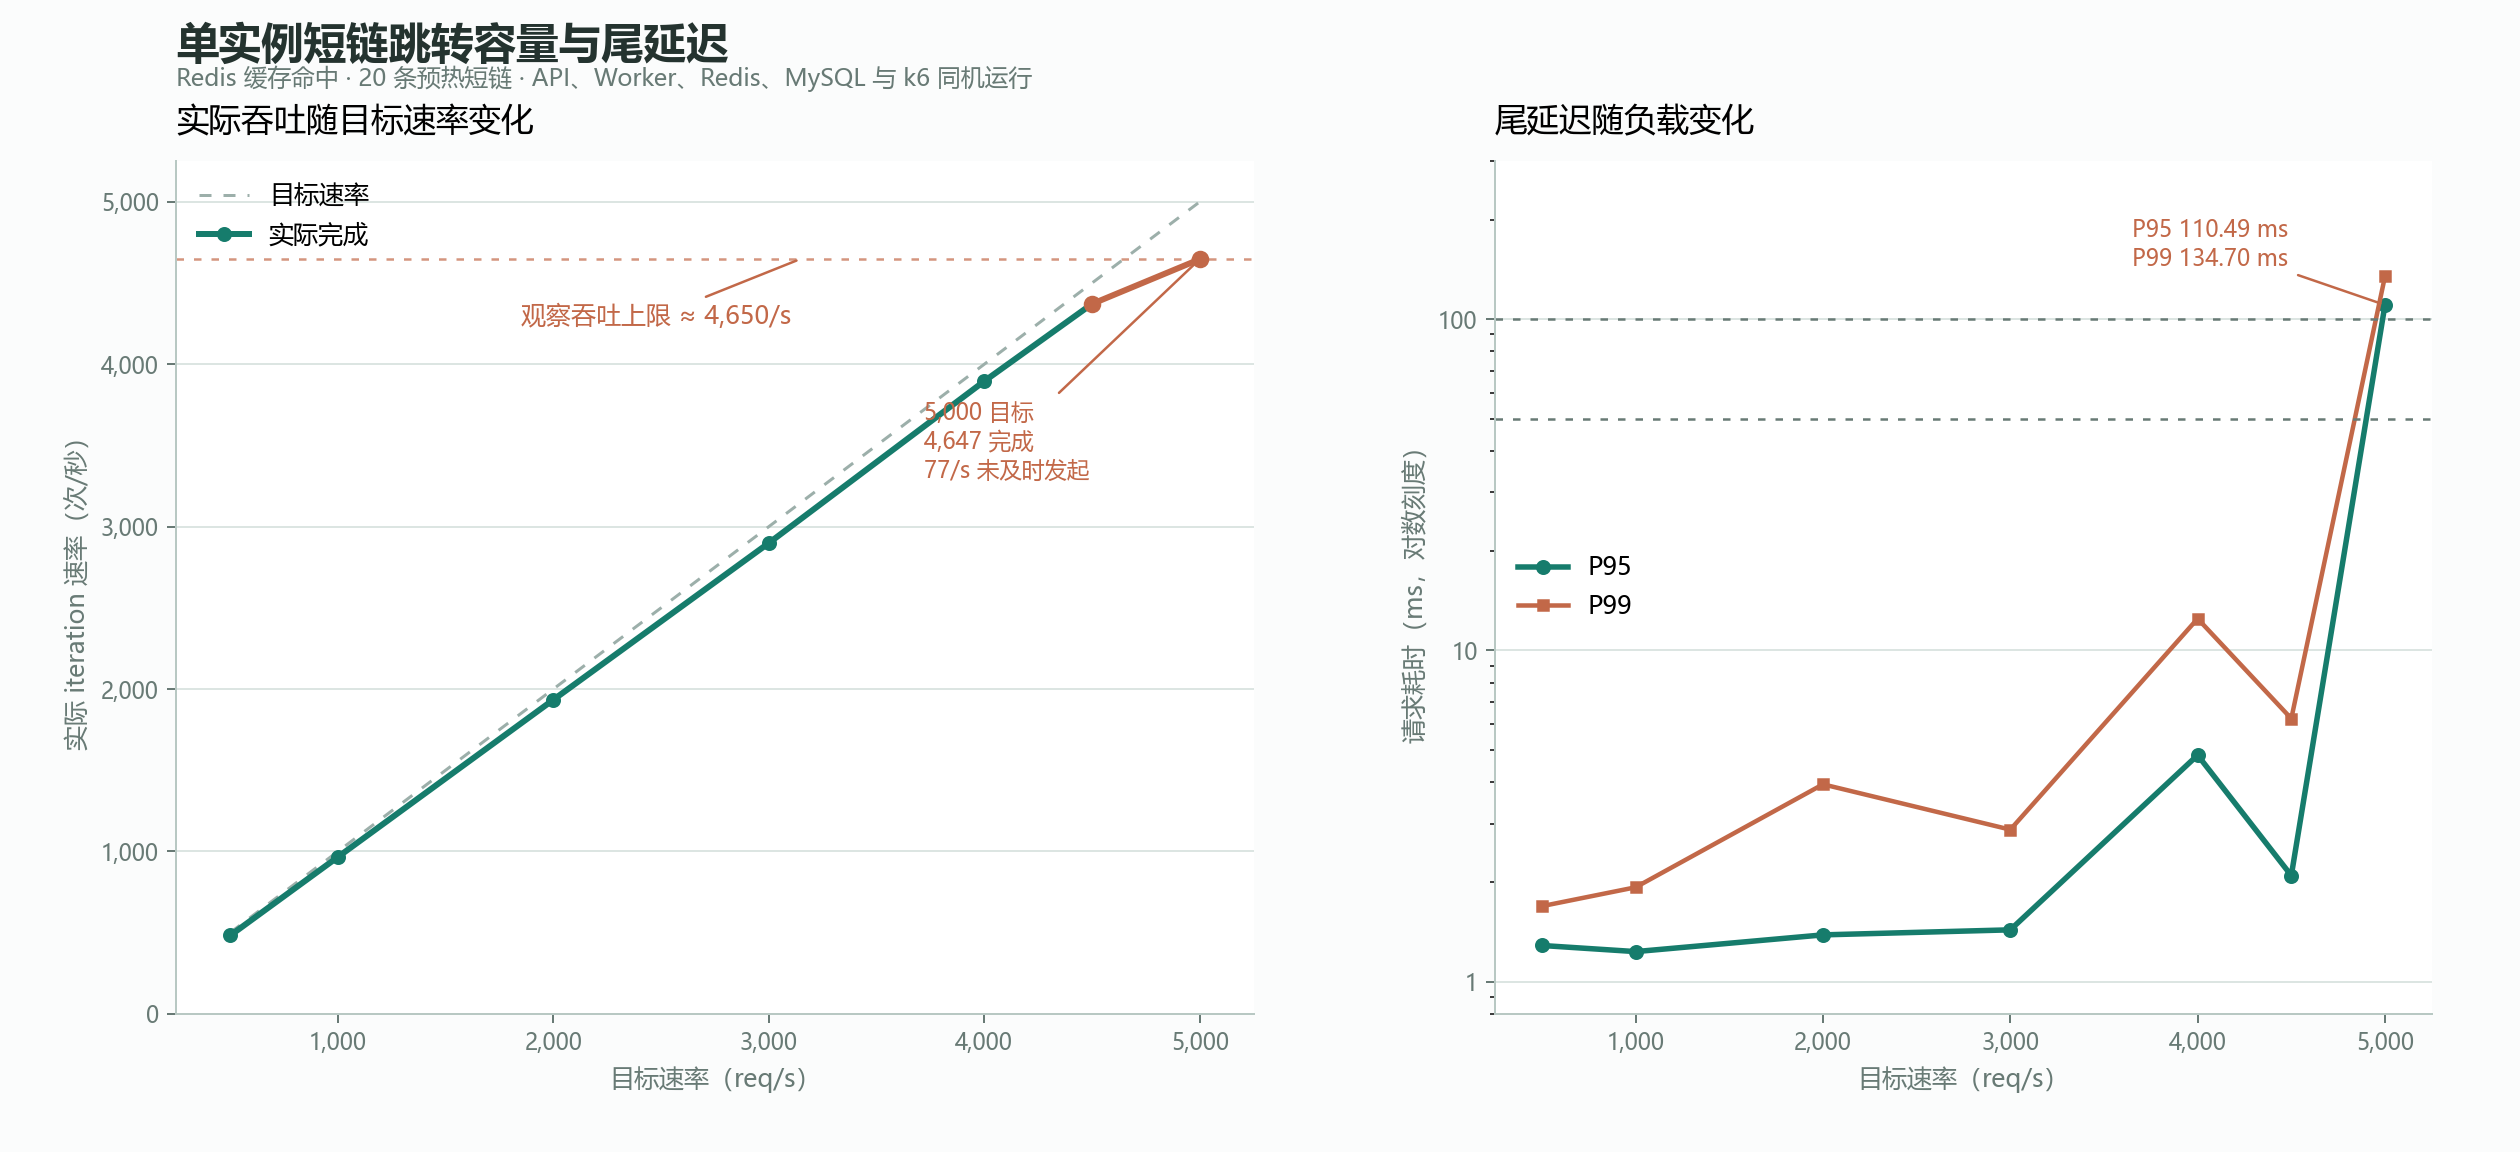 单实例短链跳转容量与尾延迟
Redis 缓存命中 · 20 条预热短链 · API、Worker、Redis、MySQL 与 k6 同机运行
实际吞吐随目标速率变化
目标速率
实际完成
观察吞吐上限 ≈ 4,650/s
5,000 目标
4,647 完成
77/s 未及时发起
实际 iteration 速率（次/秒）
5,000
4,000
3,000
2,000
1,000
0
1,000
2,000
3,000
4,000
5,000
目标速率（req/s）
尾延迟随负载变化
P95 110.49 ms
P99 134.70 ms
P95
P99
请求耗时（ms，对数刻度）
100
10
1
1,000
2,000
3,000
4,000
5,000
目标速率（req/s）